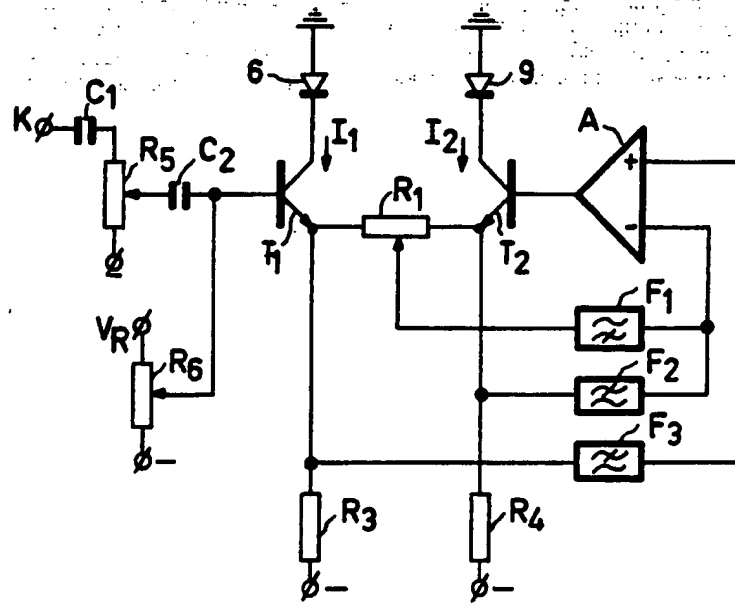 6
9
C1
K
I1
I2
A
+
R5
C2
R1
T1
T2
-
F1
VR
R6
F2
F3
-
R3
R4
-
-